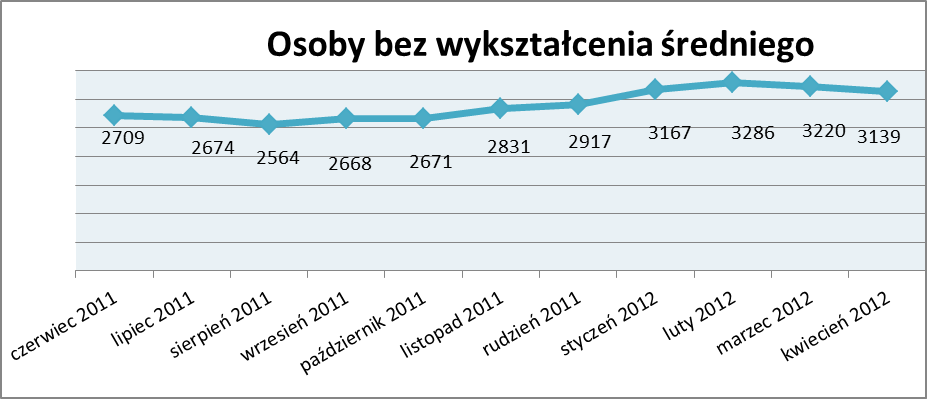 Osoby bez wykształcenia średniego
2709
2674
2564
2668
2671
2831
2917
3167
3286
3220
3139
czerwiec 2011
lipiec 2011
sierpień 2011
wrzesień 2011
październik 2011
listopad 2011
rudzień 2011
styczeń 2012
luty 2012
marzec 2012
kwiecień 2012